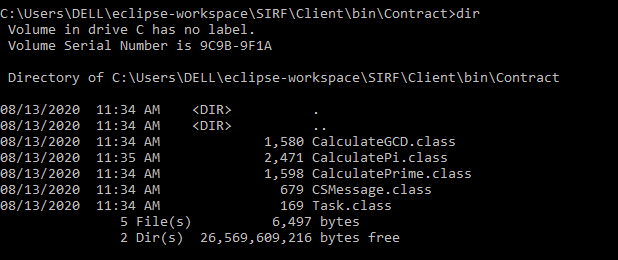 C:\Users\DELL\eclipse-workspace\SIRF\Client\bin\Contract>dir
 Volume in drive C has no label.
 Volume Serial Number is 9C9B-9F1A

 Directory of C:\Users\DELL\eclipse-workspace\SIRF\Client\bin\Contract

08/13/2020  11:34 AM    <DIR>          .
08/13/2020  11:34 AM    <DIR>          ..
08/13/2020  11:34 AM             1,580 CalculateGCD.class
08/13/2020  11:35 AM             2,471 CalculatePi.class
08/13/2020  11:34 AM             1,598 CalculatePrime.class
08/13/2020  11:34 AM               679 CSMessage.class
08/13/2020  11:34 AM               169 Task.class
               5 File(s)          6,497 bytes
               2 Dir(s)  26,569,609,216 bytes free